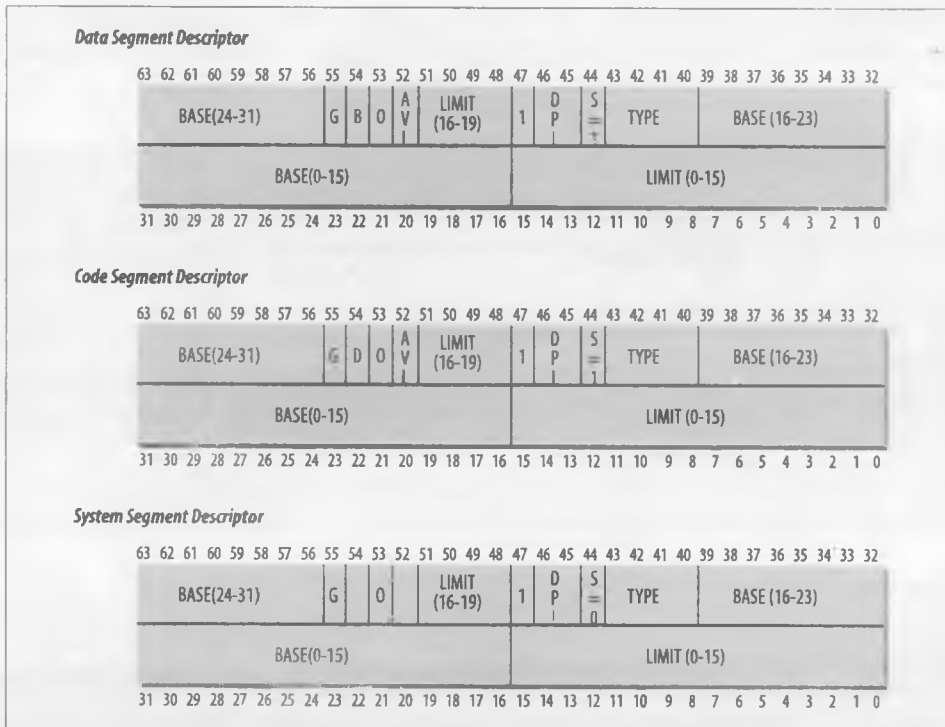 Data Segment Descriptor
63 62 61 60 59 58 57 56 55 54 53 52 51 50 49 48 47 46 45 44 43 42 41 40 39 38 37 36 35 34 33 32
BASE(24-31) G B 0 AVL LIMIT (16-19) 1 DPL S=1 TYPE BASE (16-23)
BASE(0-15) LIMIT (0-15)
31 30 29 28 27 26 25 24 23 22 21 20 19 18 17 16 15 14 13 12 11 10 9 8 7 6 5 4 3 2 1 0
Code Segment Descriptor
63 62 61 60 59 58 57 56 55 54 53 52 51 50 49 48 47 46 45 44 43 42 41 40 39 38 37 36 35 34 33 32
BASE(24-31) G D 0 AVL LIMIT (16-19) 1 DPL S=1 TYPE BASE (16-23)
BASE(0-15) LIMIT (0-15)
31 30 29 28 27 26 25 24 23 22 21 20 19 18 17 16 15 14 13 12 11 10 9 8 7 6 5 4 3 2 1 0
System Segment Descriptor
63 62 61 60 59 58 57 56 55 54 53 52 51 50 49 48 47 46 45 44 43 42 41 40 39 38 37 36 35 34 33 32
BASE(24-31) G 0 LIMIT (16-19) 1 DPL S=0 TYPE BASE (16-23)
BASE(0-15) LIMIT (0-15)
31 30 29 28 27 26 25 24 23 22 21 20 19 18 17 16 15 14 13 12 11 10 9 8 7 6 5 4 3 2 1 0